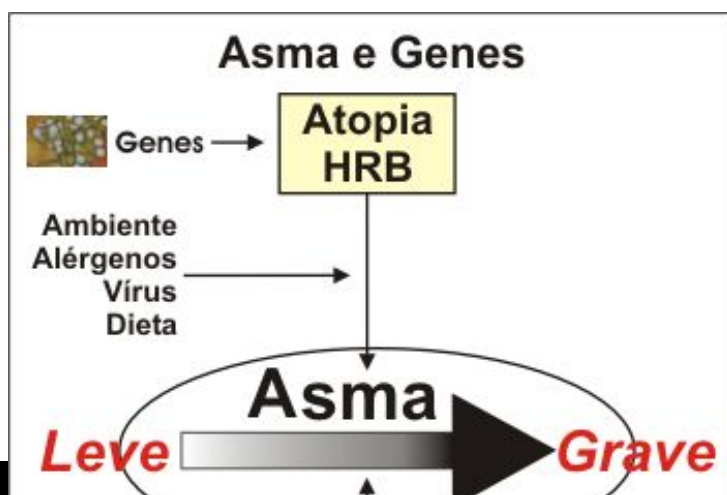 Asma e Genes
Genes
Atopia
HRB
Ambiente
Alérgenos
Vírus
Dieta
Asma
Leve
Grave